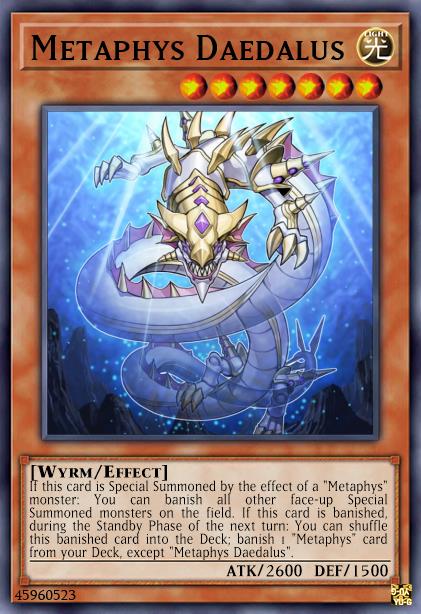 Metaphys Daedalus
LIGHT
光
[Wyrm/Effect]
If this card is Special Summoned by the effect of a "Metaphys"
monster: You can banish all other face-up Special
Summoned monsters on the field. If this card is banished,
during the Standby Phase of the next turn: You can shuffle
this banished card into the Deck; banish 1 "Metaphys" card
from your Deck, except "Metaphys Daedalus".
ATK/2600 DEF/1500
45960523